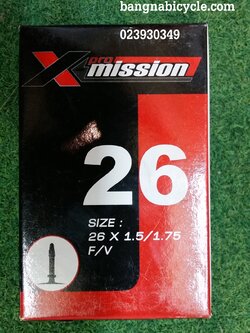 bangnabicycle.com
023930349
X pro
mission
26
SIZE :
26 X 1.5/1.75
F/V